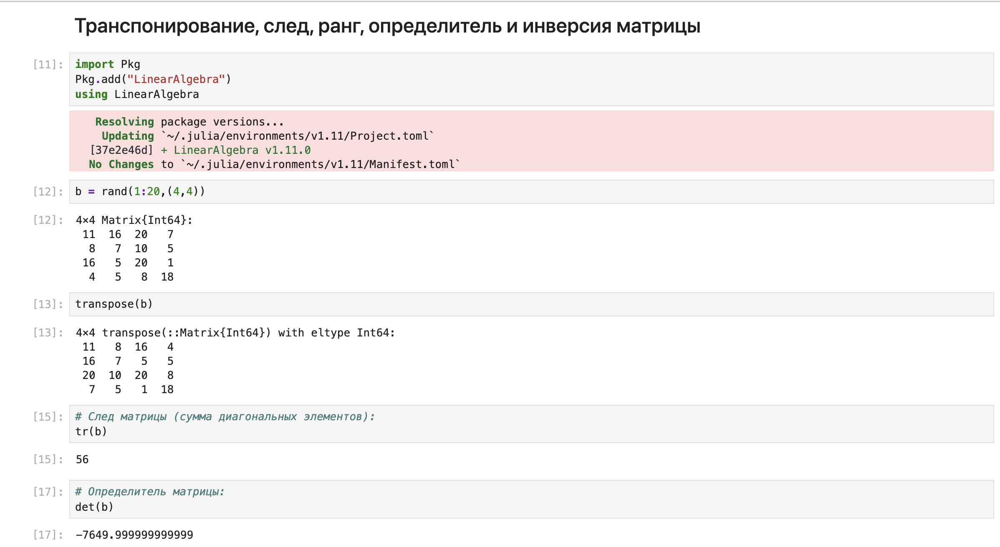 Транспонирование, след, ранг, определитель и инверсия матрицы
[11]: import Pkg
Pkg.add("LinearAlgebra")
using LinearAlgebra
Resolving package versions...
Updating `~/.julia/environments/v1.11/Project.toml`
[37e2e46d] + LinearAlgebra v1.11.0
No Changes to `~/.julia/environments/v1.11/Manifest.toml`
[12]: b = rand(1:20,(4,4))
[12]: 4×4 Matrix{Int64}:
11 16 20 7
8 7 10 5
16 5 20 1
4 5 8 18
[13]: transpose(b)
[13]: 4×4 transpose(::Matrix{Int64}) with eltype Int64:
11 8 16 4
16 7 5 5
20 10 20 8
7 5 1 18
[15]: # След матрицы (сумма диагональных элементов):
tr(b)
[15]: 56
[17]: # Определитель матрицы:
det(b)
[17]: −7649.999999999999